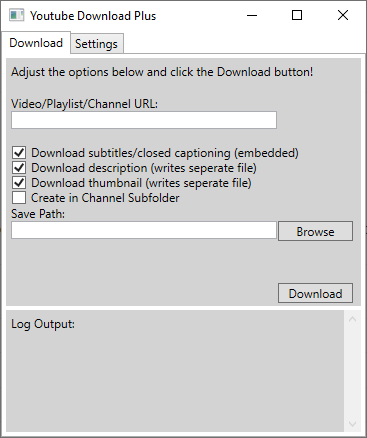 Youtube Download Plus
Download Settings
Adjust the options below and click the Download button!
Video/Playlist/Channel URL:
Download subtitles/closed captioning (embedded)
Download description (writes seperate file)
Download thumbnail (writes seperate file)
Create in Channel Subfolder
Save Path:
Browse
Download
Log Output: